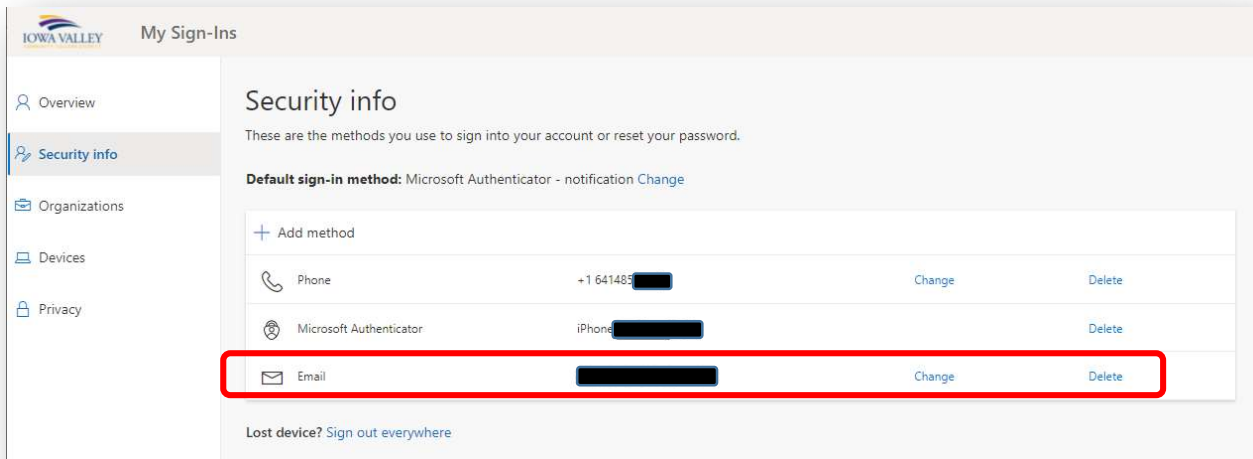 IOWA VALLEY
My Sign-Ins
Overview
Security info
Organizations
Devices
Privacy
Security info
These are the methods you use to sign into your account or reset your password.
Default sign-in method: Microsoft Authenticator - notification Change
Add method
Phone +1 641485 Change Delete
Microsoft Authenticator iPhone Delete
Email Change Delete
Lost device? Sign out everywhere